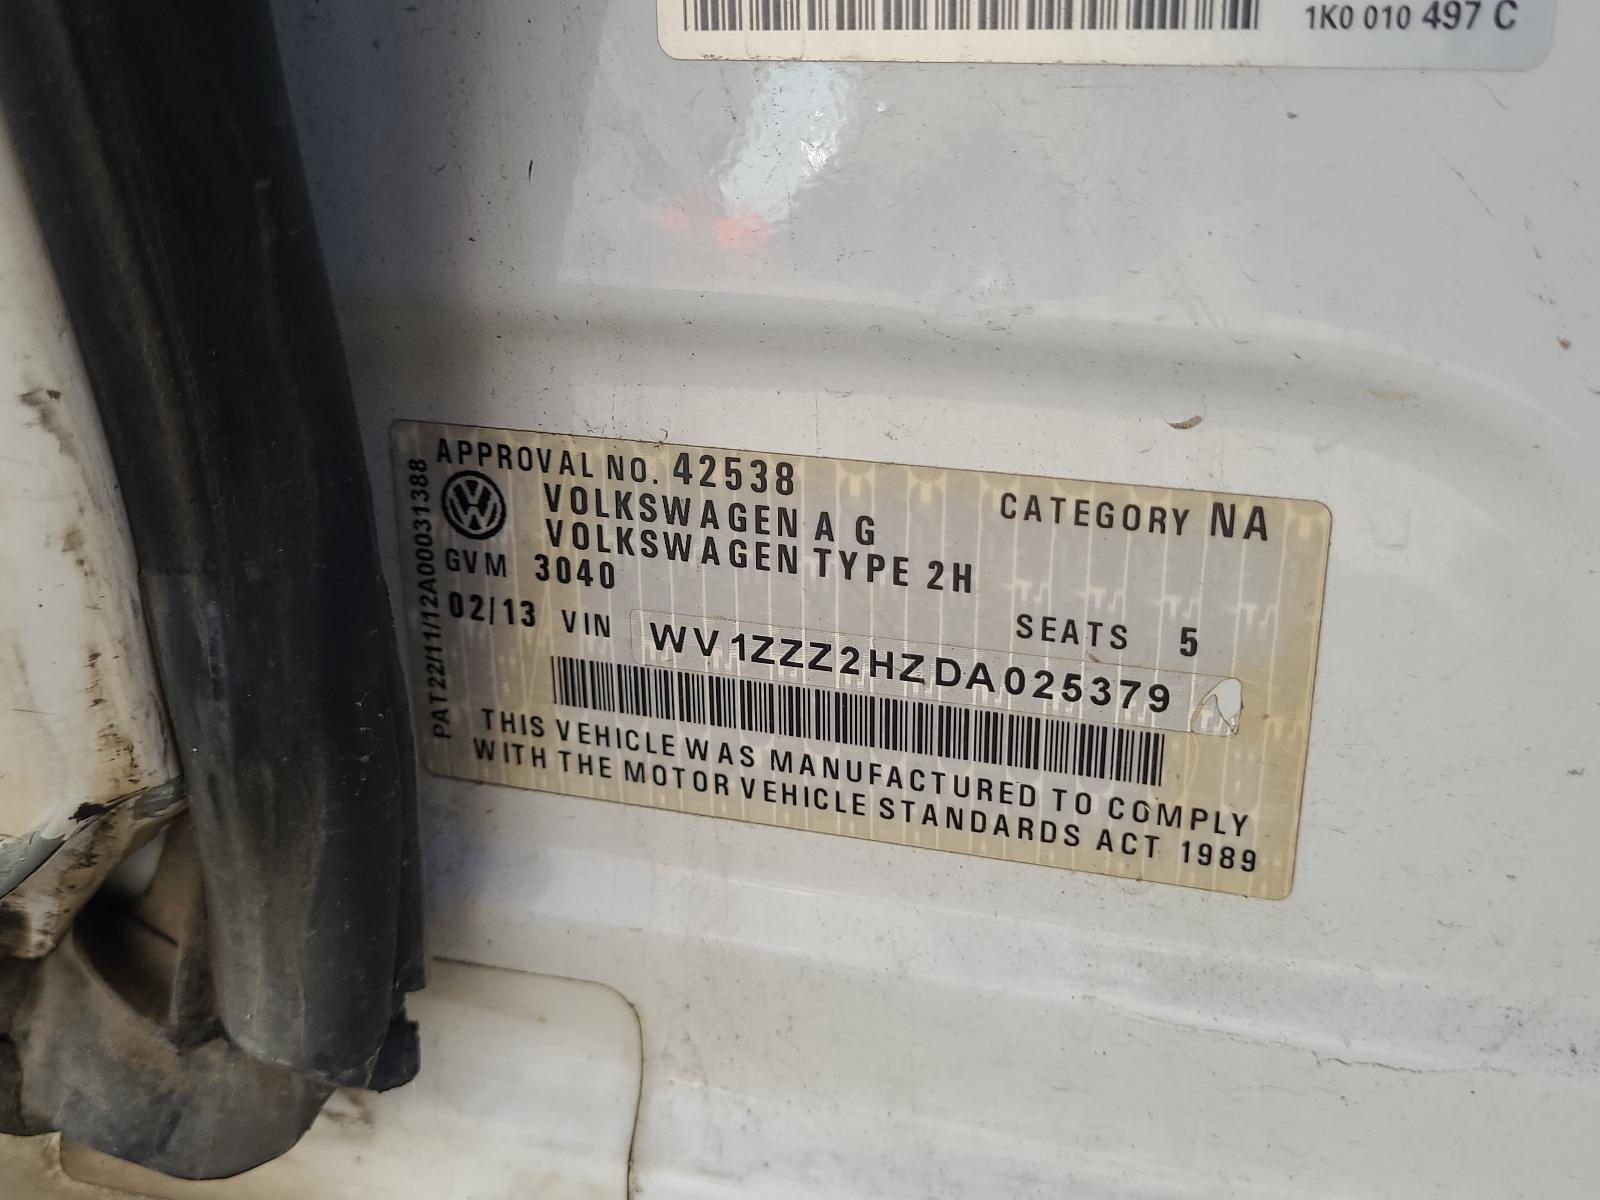 1K0 010 497 C
APPROVAL NO. 42538
CATEGORY NA
VOLKSWAGEN A G
VOLKSWAGEN TYPE 2H
GVM 3040
SEATS 5
02/13 VIN WV1ZZZ2HZDA025379
THIS VEHICLE WAS MANUFACTURED TO COMPLY
WITH THE MOTOR VEHICLE STANDARDS ACT 1989
PAT22/11/12A00031388